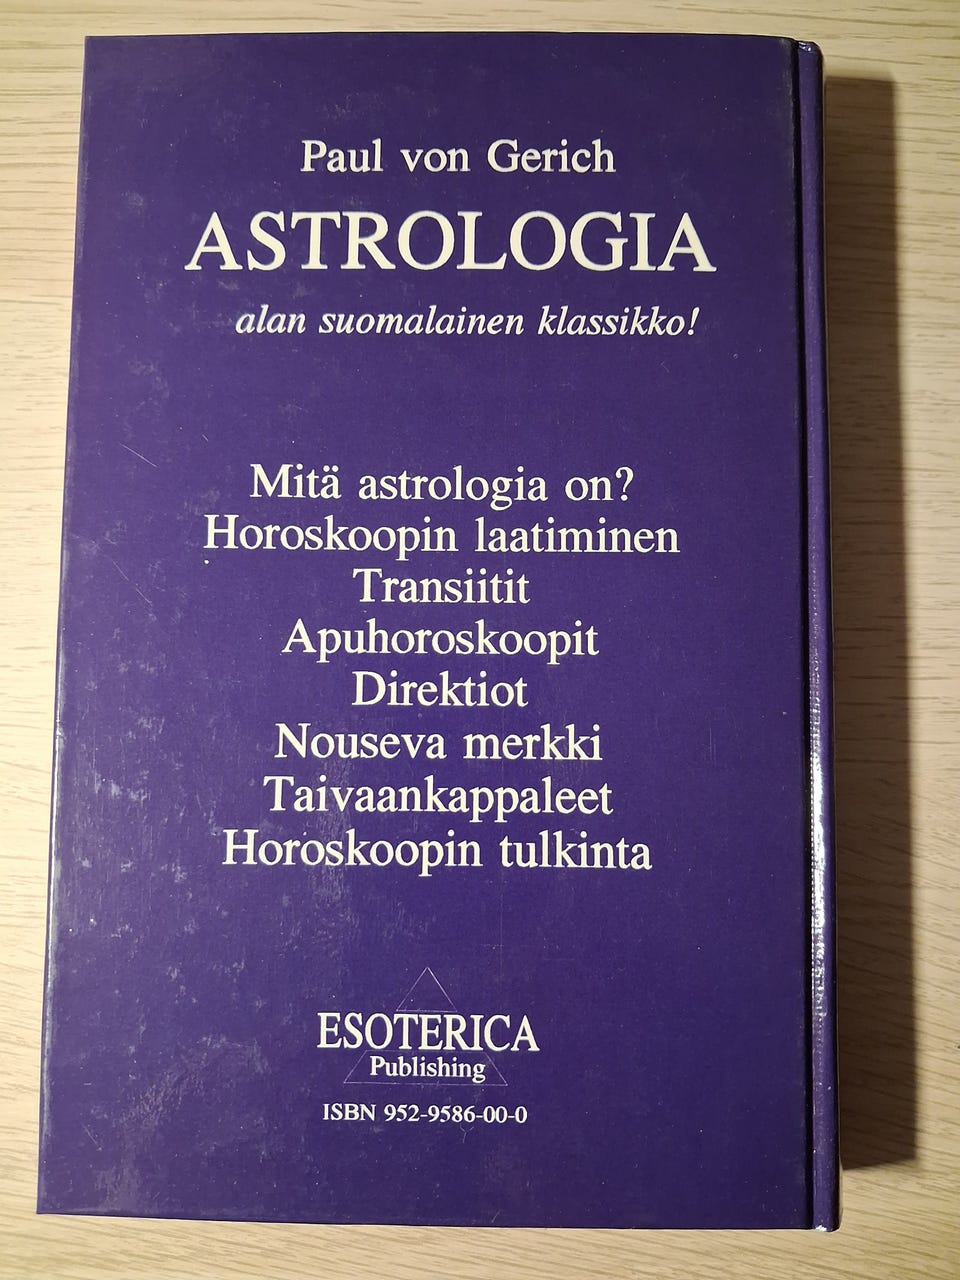 Paul von Gerich
ASTROLOGIA
alan suomalainen klassikko!
Mitä astrologia on?
Horoskoopin laatiminen
Transiitit
Apuhoroskoopit
Direktiot
Nouseva merkki
Taivaankappaleet
Horoskoopin tulkinta
ESOTERICA
Publishing
ISBN 952-9586-00-0